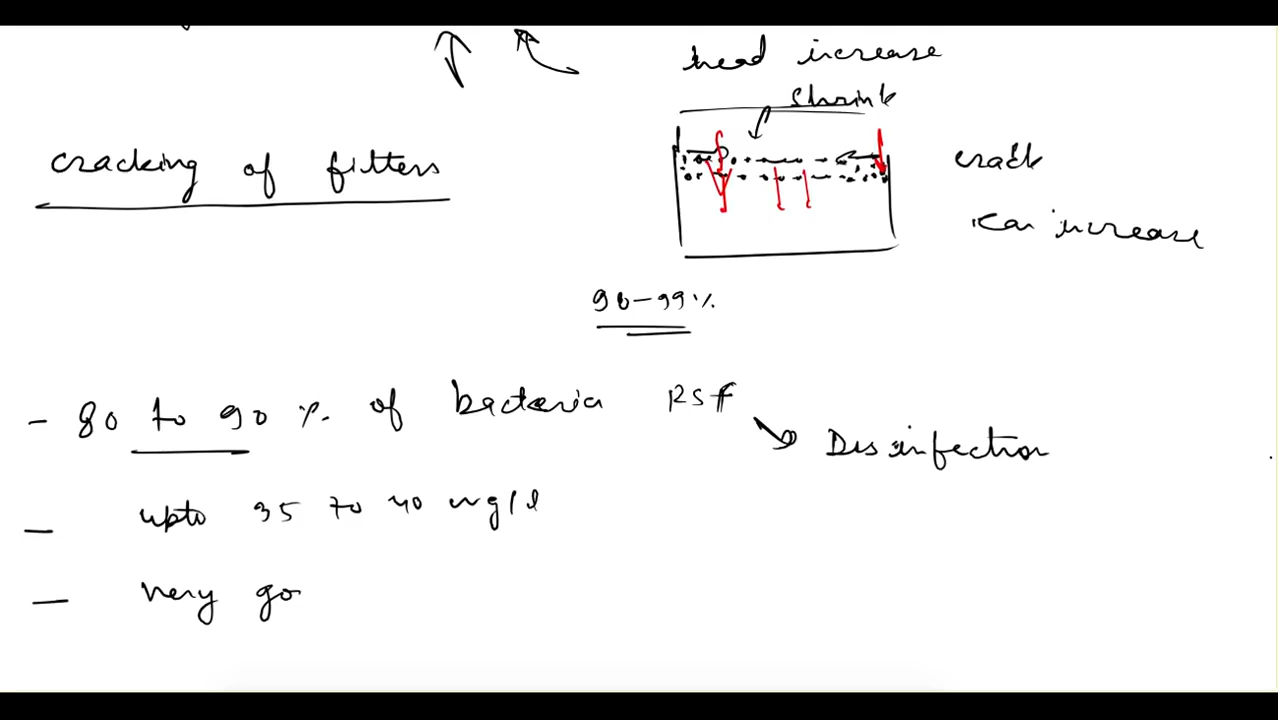 head increase
shrink
cracking of filters
crack
can increase
90-99%
- 80 to 90 % of bacteria RSF
Disinfection
- upto 35 to 40 mg/l
- very go